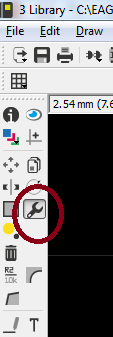 3 Library - C:\EAG
File Edit Draw
2.54 mm (7.6
R2
10k
T